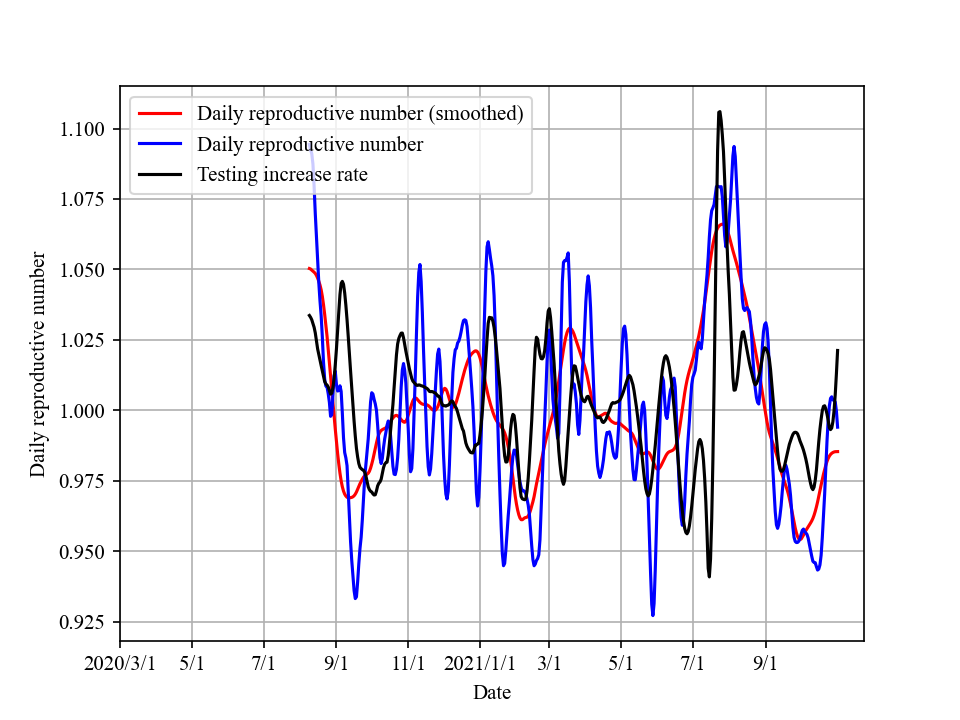 Daily reproductive number (smoothed)
Daily reproductive number
Testing increase rate
1.100
1.075
1.050
1.025
1.000
0.975
0.950
0.925
Daily reproductive number
2020/3/1 5/1 7/1 9/1 11/1 2021/1/1 3/1 5/1 7/1 9/1
Date